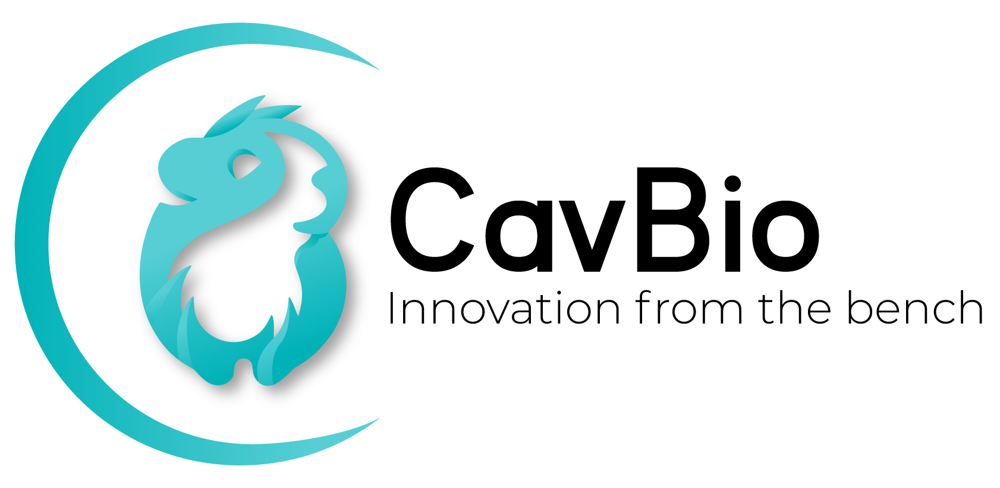 CavBio
Innovation from the bench